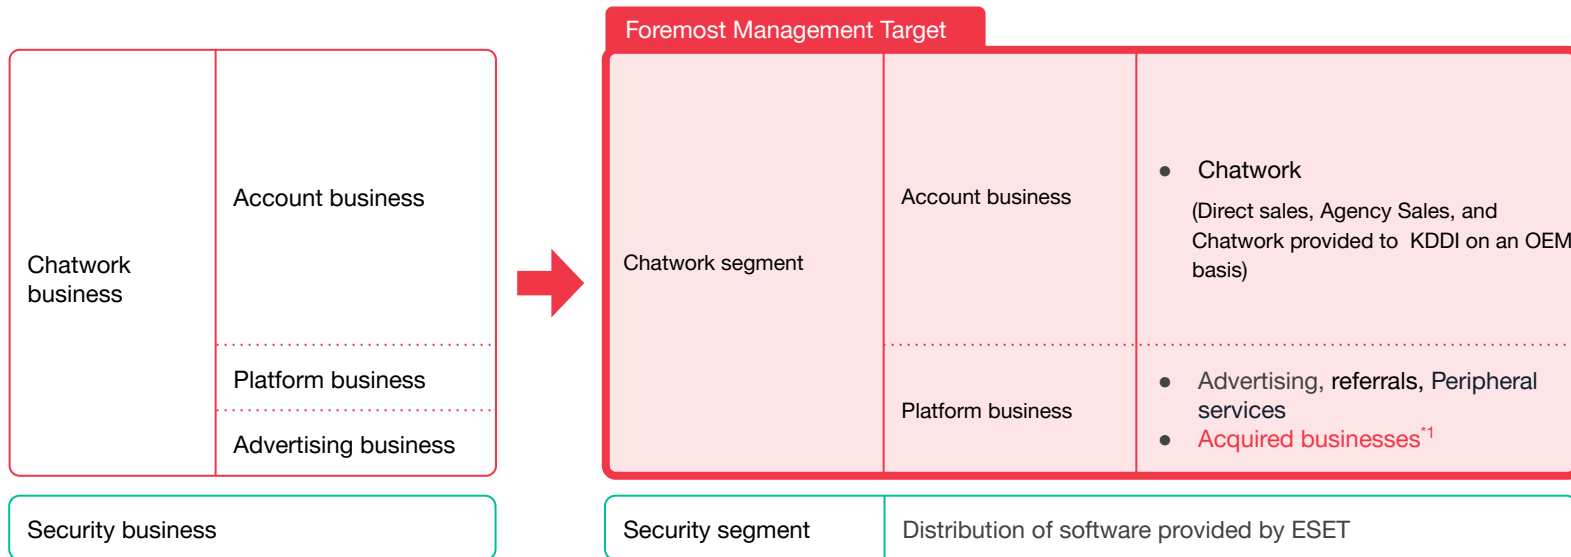 Foremost Management Target
Chatwork
business
Account business
Platform business
Advertising business
Security business
Chatwork segment
Account business
● Chatwork
(Direct sales, Agency Sales, and
Chatwork provided to KDDI on an OEM
basis)
Platform business
● Advertising, referrals, Peripheral
services
● Acquired businesses*1
Security segment
Distribution of software provided by ESET